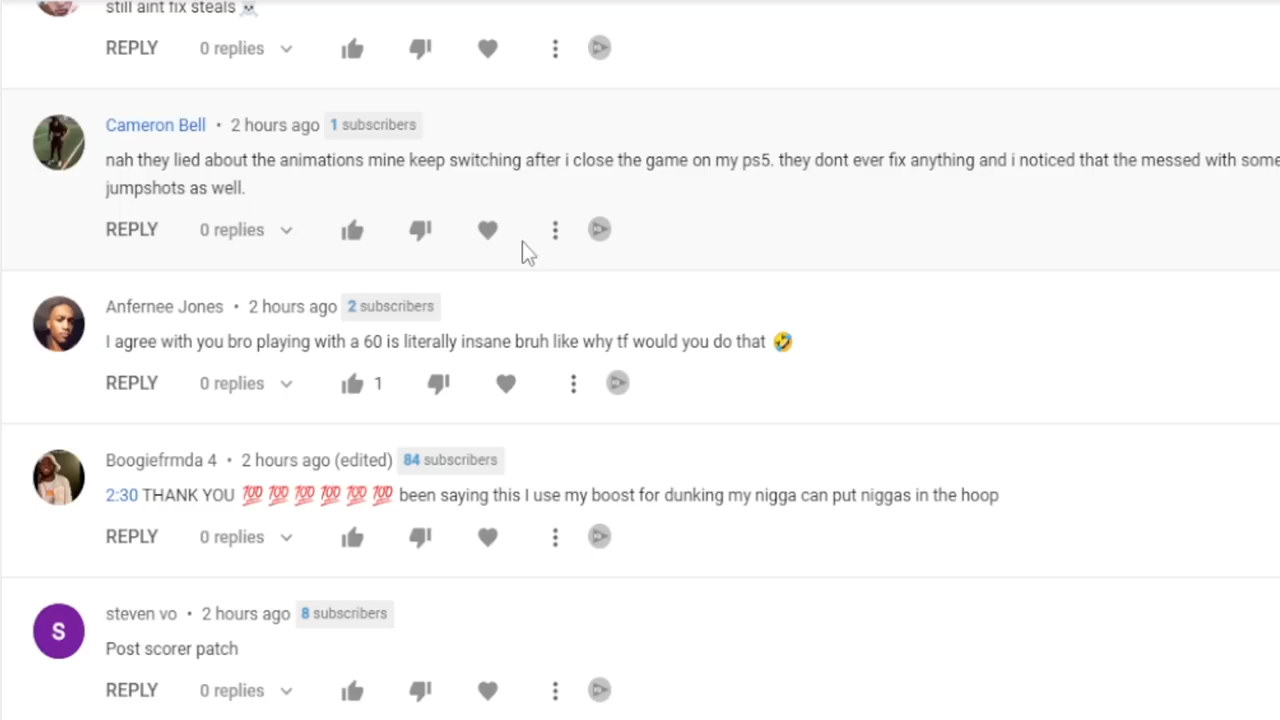 still aint fix steals ☠️
REPLY 0 replies
Cameron Bell • 2 hours ago 1 subscribers
nah they lied about the animations mine keep switching after i close the game on my ps5. they dont ever fix anything and i noticed that the messed with some
jumpshots as well.
REPLY 0 replies
Anfernee Jones • 2 hours ago 2 subscribers
I agree with you bro playing with a 60 is literally insane bruh like why tf would you do that 🤣
REPLY 0 replies 1
Boogiefrmda 4 • 2 hours ago (edited) 84 subscribers
2:30 THANK YOU 💯 💯 💯 💯 💯 💯 been saying this I use my boost for dunking my nigga can put niggas in the hoop
REPLY 0 replies
S
steven vo • 2 hours ago 8 subscribers
Post scorer patch
REPLY 0 replies